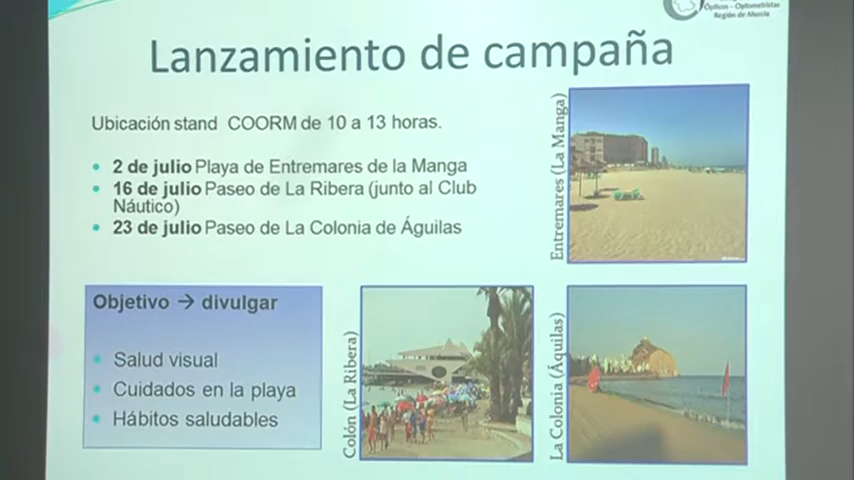 Ópticos - Optometristas
Región de Murcia
Lanzamiento de campaña
Ubicación stand COORM de 10 a 13 horas.
• 2 de julio Playa de Entremares de la Manga
• 16 de julio Paseo de La Ribera (junto al Club
Náutico)
• 23 de julio Paseo de La Colonia de Águilas
Entremares (La Manga)
Objetivo → divulgar
• Salud visual
• Cuidados en la playa
• Hábitos saludables
Colón (La Ribera)
La Colonia (Áquilas)